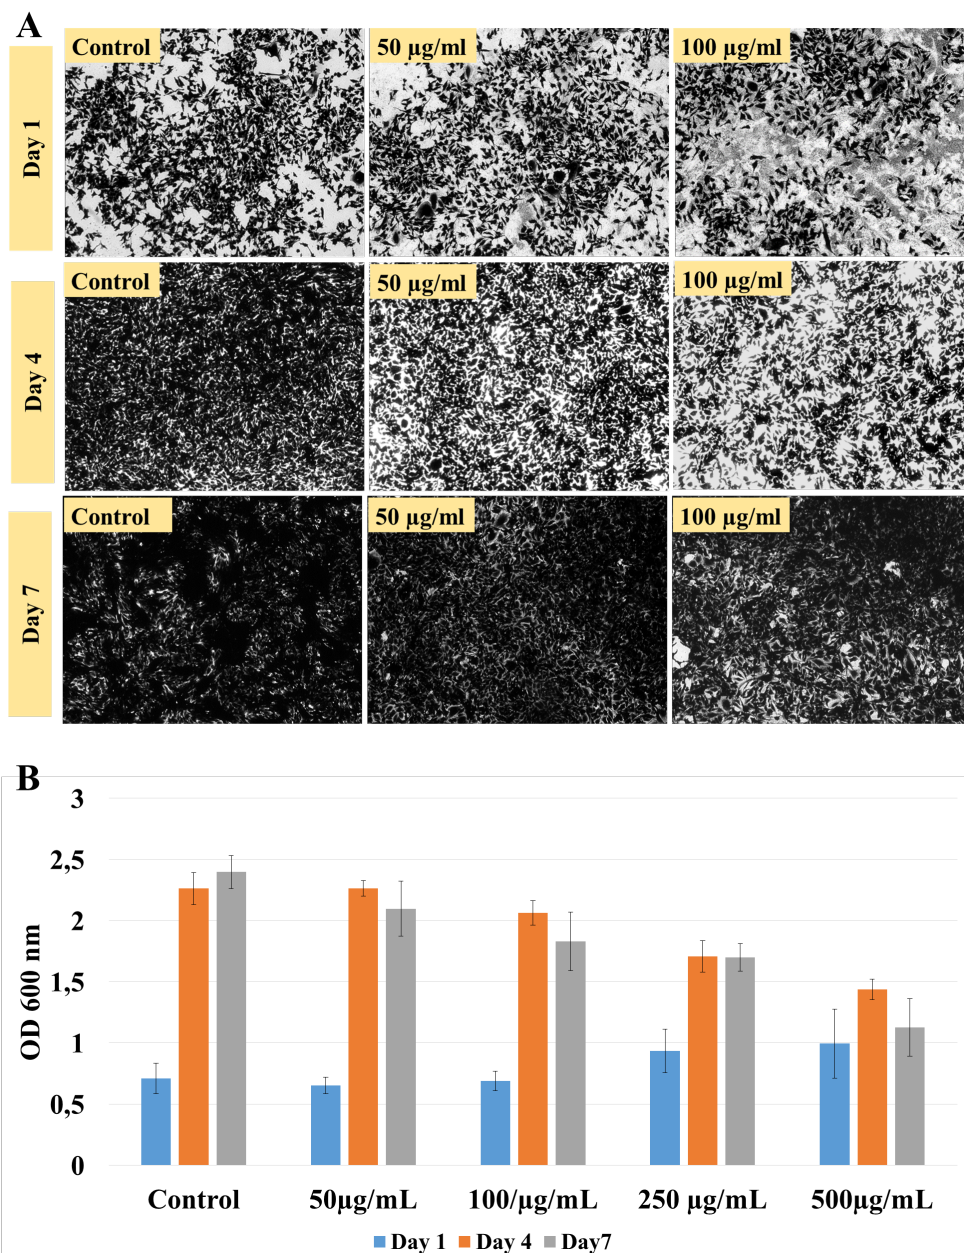 A
Control
50 µg/ml
100 µg/ml
Day 1
Control
50 µg/ml
100 µg/ml
Day 4
Control
50 µg/ml
100 µg/ml
Day 7
B
3
2,5
2
1,5
1
0,5
0
OD 600 nm
Control
50µg/mL
100/µg/mL
250 µg/mL
500µg/mL
Day 1
Day 4
Day7